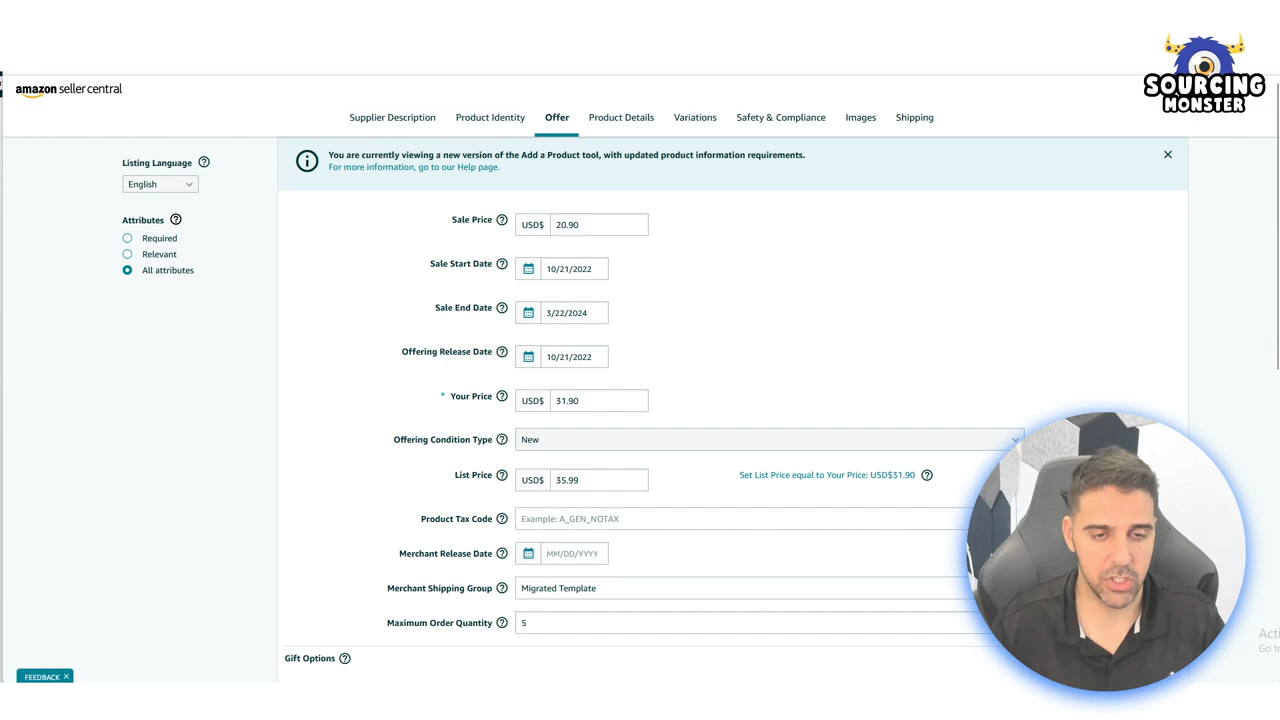 SOURCING
MONSTER
amazon seller central
Supplier Description
Product Identity
Offer
Product Details
Variations
Safety & Compliance
Images
Shipping
Listing Language
English
Attributes
Required
Relevant
All attributes
You are currently viewing a new version of the Add a Product tool, with updated product information requirements.
For more information, go to our Help page.
Sale Price
USD$ 20.90
Sale Start Date
10/21/2022
Sale End Date
3/22/2024
Offering Release Date
10/21/2022
* Your Price
USD$ 31.90
Offering Condition Type
New
List Price
USD$ 35.99
Set List Price equal to Your Price: USD$31.90
Product Tax Code
Example: A_GEN_NOTAX
Merchant Release Date
MM/DD/YYYY
Merchant Shipping Group
Migrated Template
Maximum Order Quantity
5
Gift Options
FEEDBACK
Go to